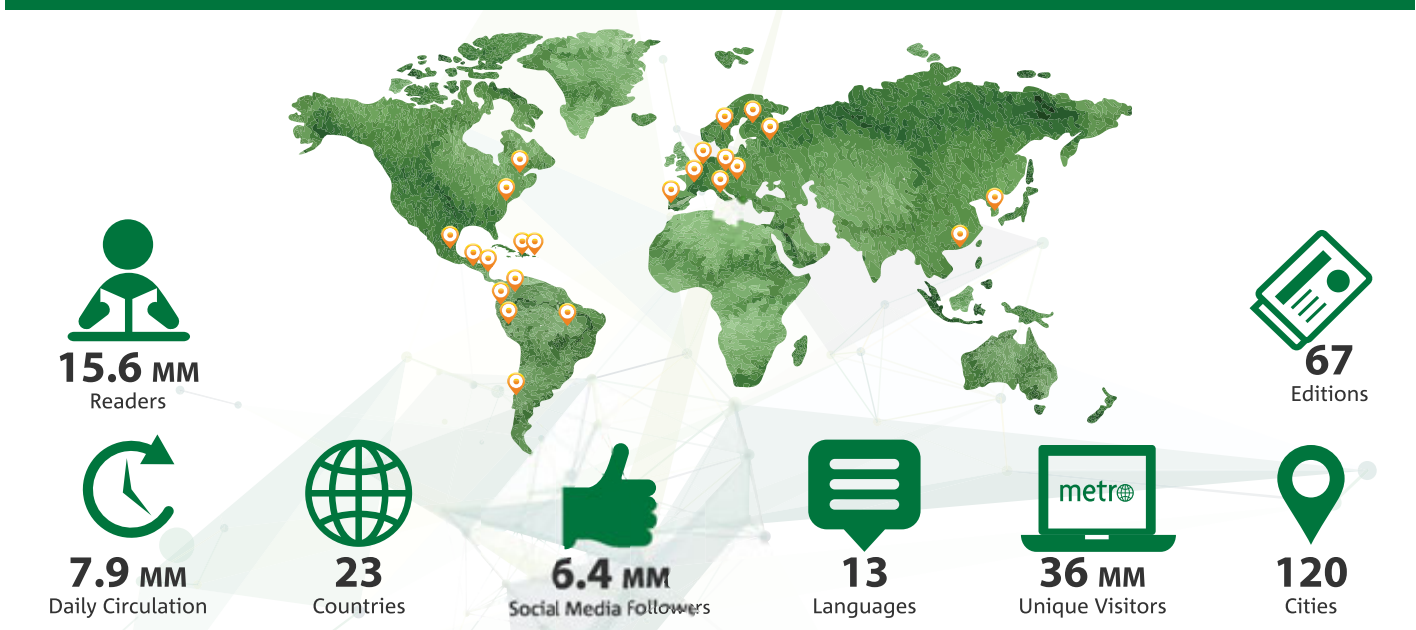 15.6 MM
Readers
67
Editions
7.9 MM
Daily Circulation
23
Countries
6.4 MM
Social Media Followers
13
Languages
metro
36 MM
Unique Visitors
120
Cities